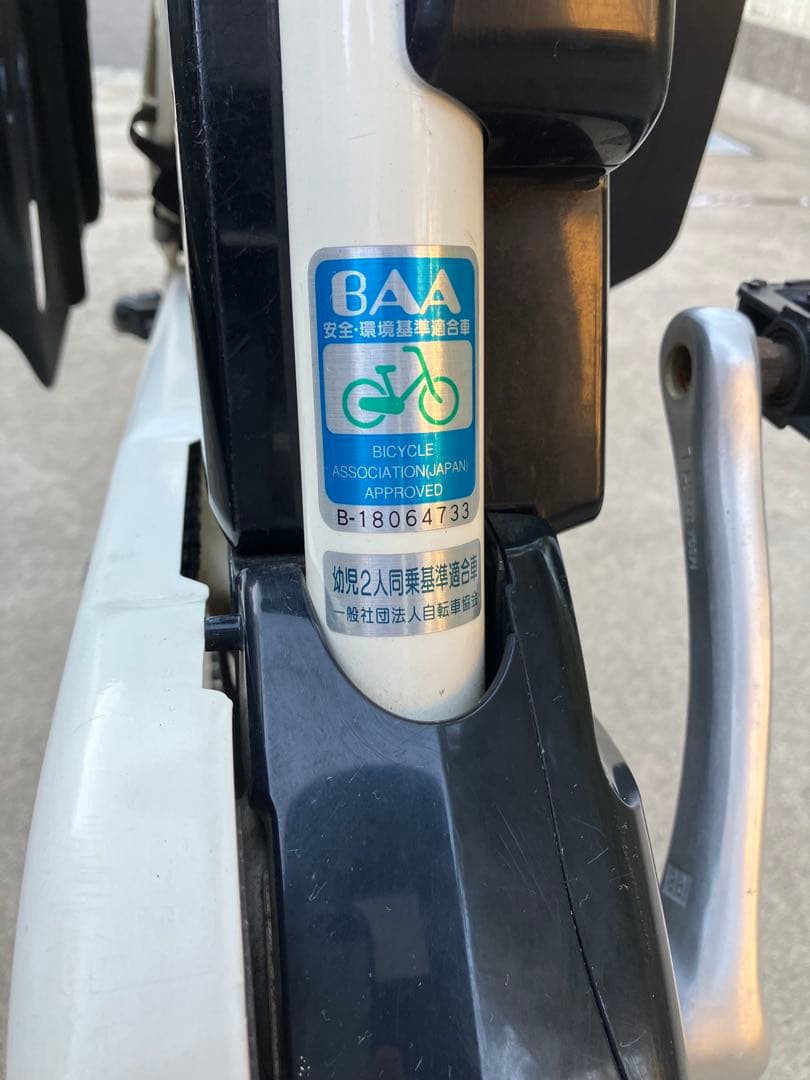 BAA
安全・環境基準適合車
BICYCLE
ASSOCIATION(JAPAN)
APPROVED
B-18064733
幼児2人同乗基準適合車
一般社団法人自転車協会